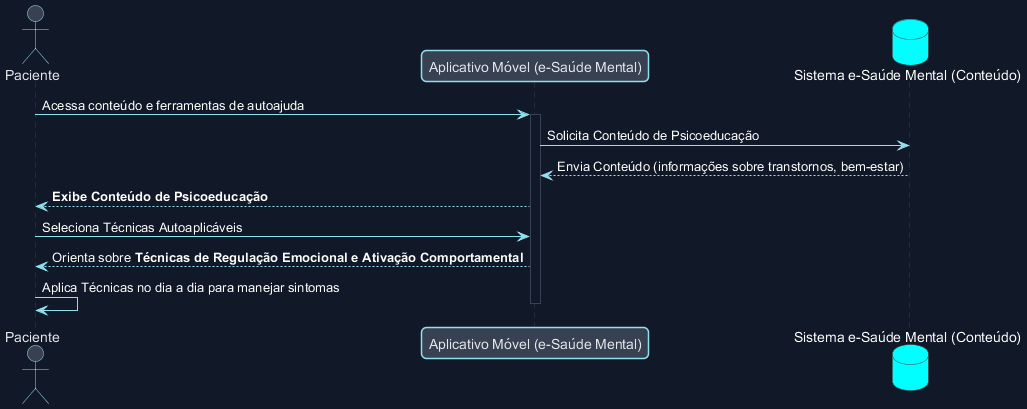 Paciente
Aplicativo Móvel (e-Saúde Mental)
Sistema e-Saúde Mental (Conteúdo)
Acessa conteúdo e ferramentas de autoajuda
Solicita Conteúdo de Psicoeducação
Envia Conteúdo (informações sobre transtornos, bem-estar)
Exibe Conteúdo de Psicoeducação
Seleciona Técnicas Autoaplicáveis
Orienta sobre Técnicas de Regulação Emocional e Ativação Comportamental
Aplica Técnicas no dia a dia para manejar sintomas
Paciente
Aplicativo Móvel (e-Saúde Mental)
Sistema e-Saúde Mental (Conteúdo)